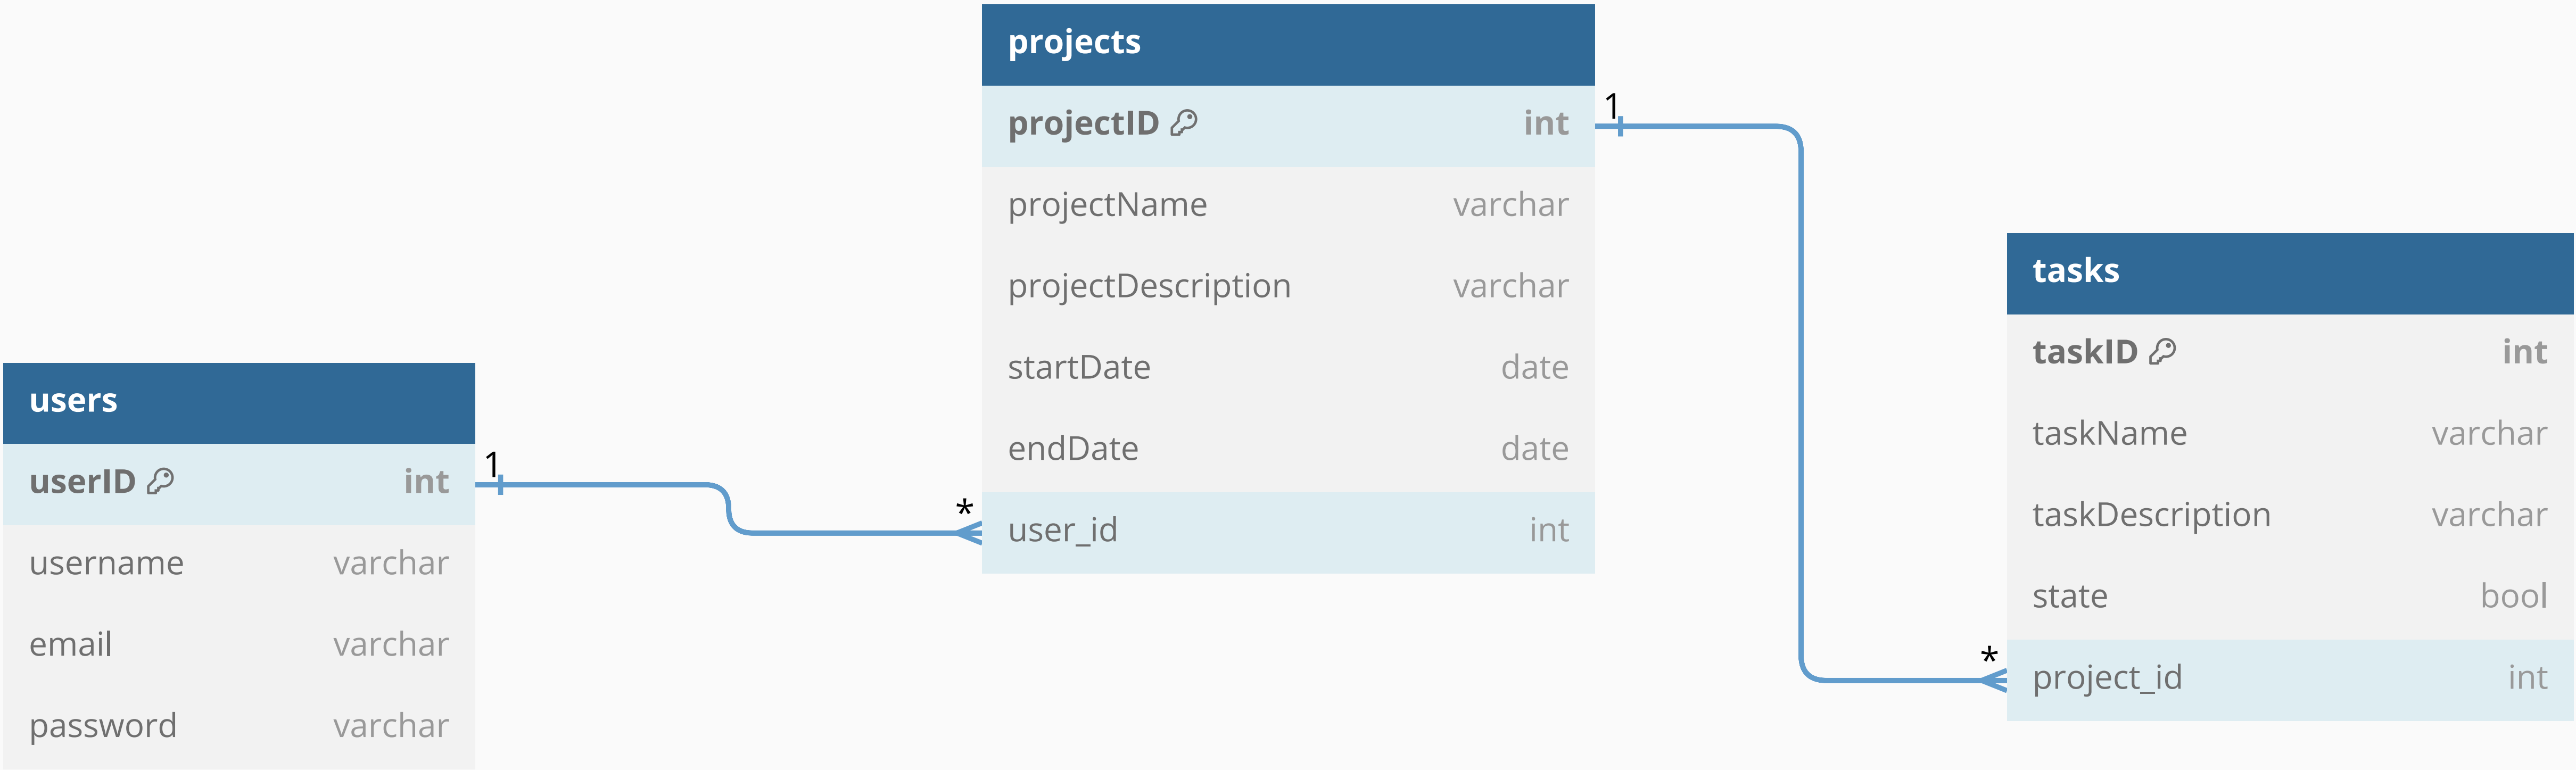 users
userID int
username varchar
email varchar
password varchar
1
*
projects
projectID int
projectName varchar
projectDescription varchar
startDate date
endDate date
user_id int
1
*
tasks
taskID int
taskName varchar
taskDescription varchar
state bool
project_id int